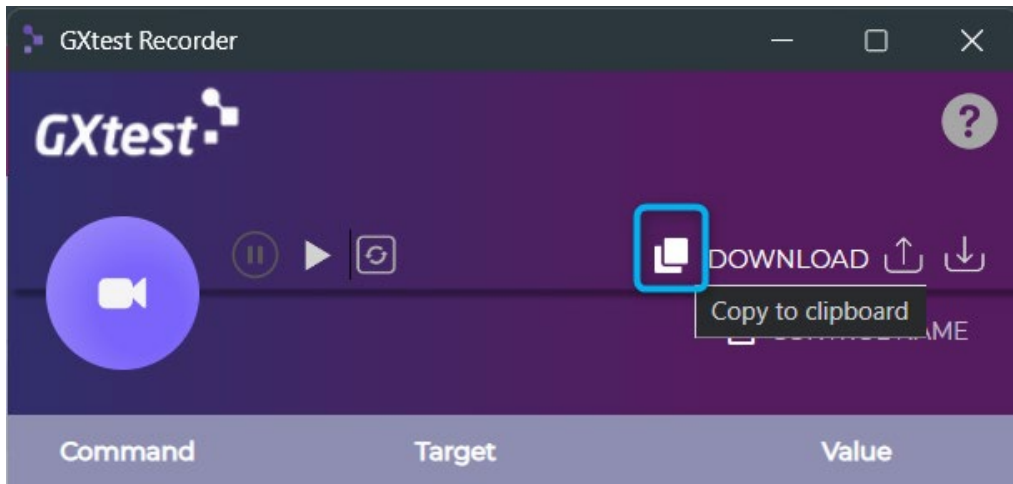 GXtest Recorder
GXtest
?
DOWNLOAD
Copy to clipboard
Command Target Value